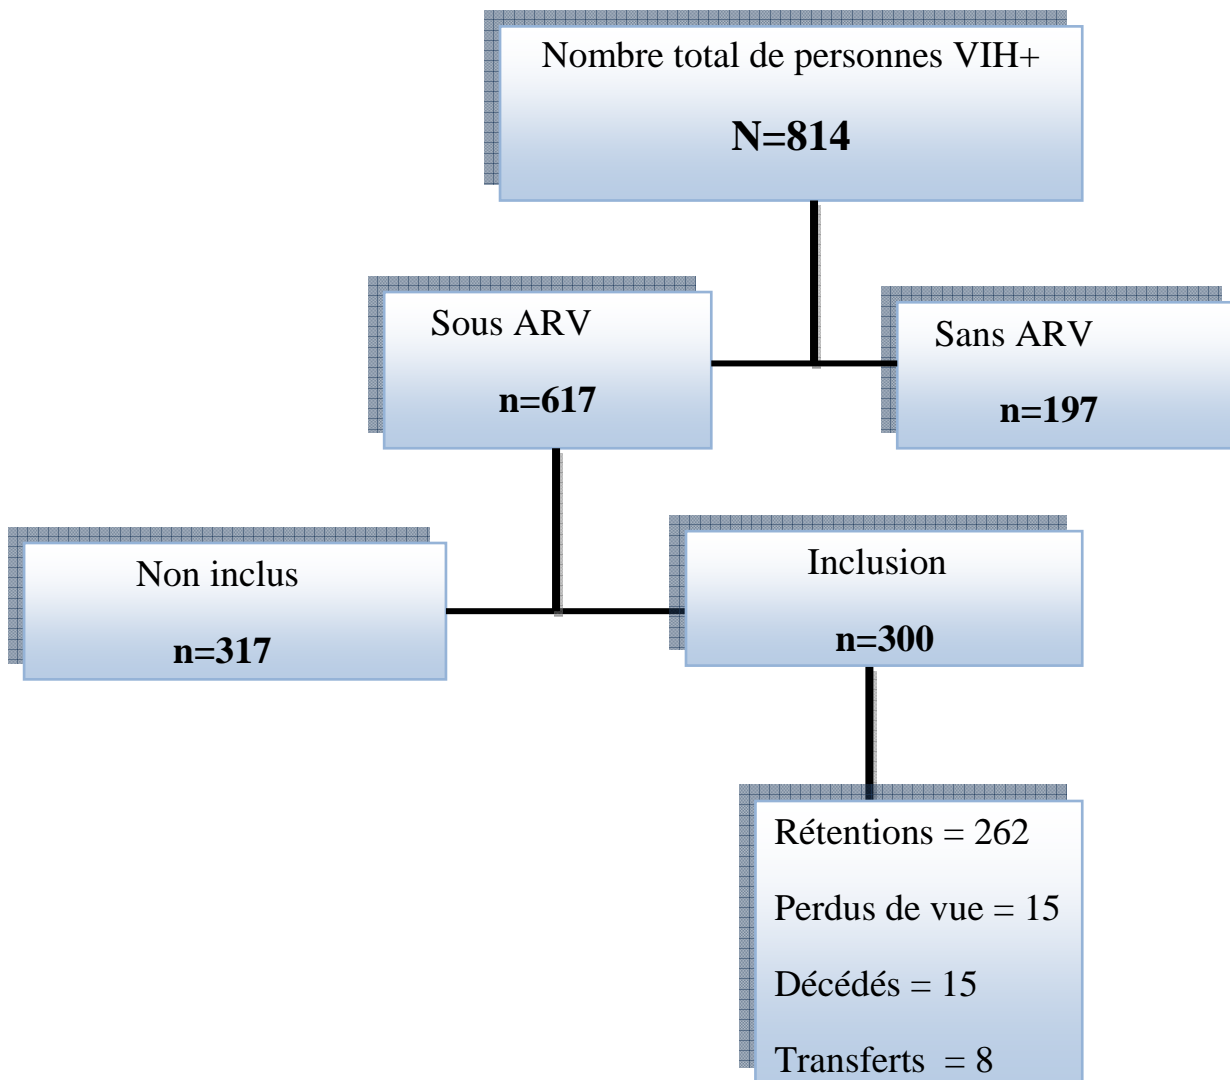 Nombre total de personnes VIH+
N=814
Sous ARV
n=617
Sans ARV
n=197
Non inclus
n=317
Inclusion
n=300
Rétentions = 262
Perdus de vue = 15
Décédés = 15
Transferts = 8